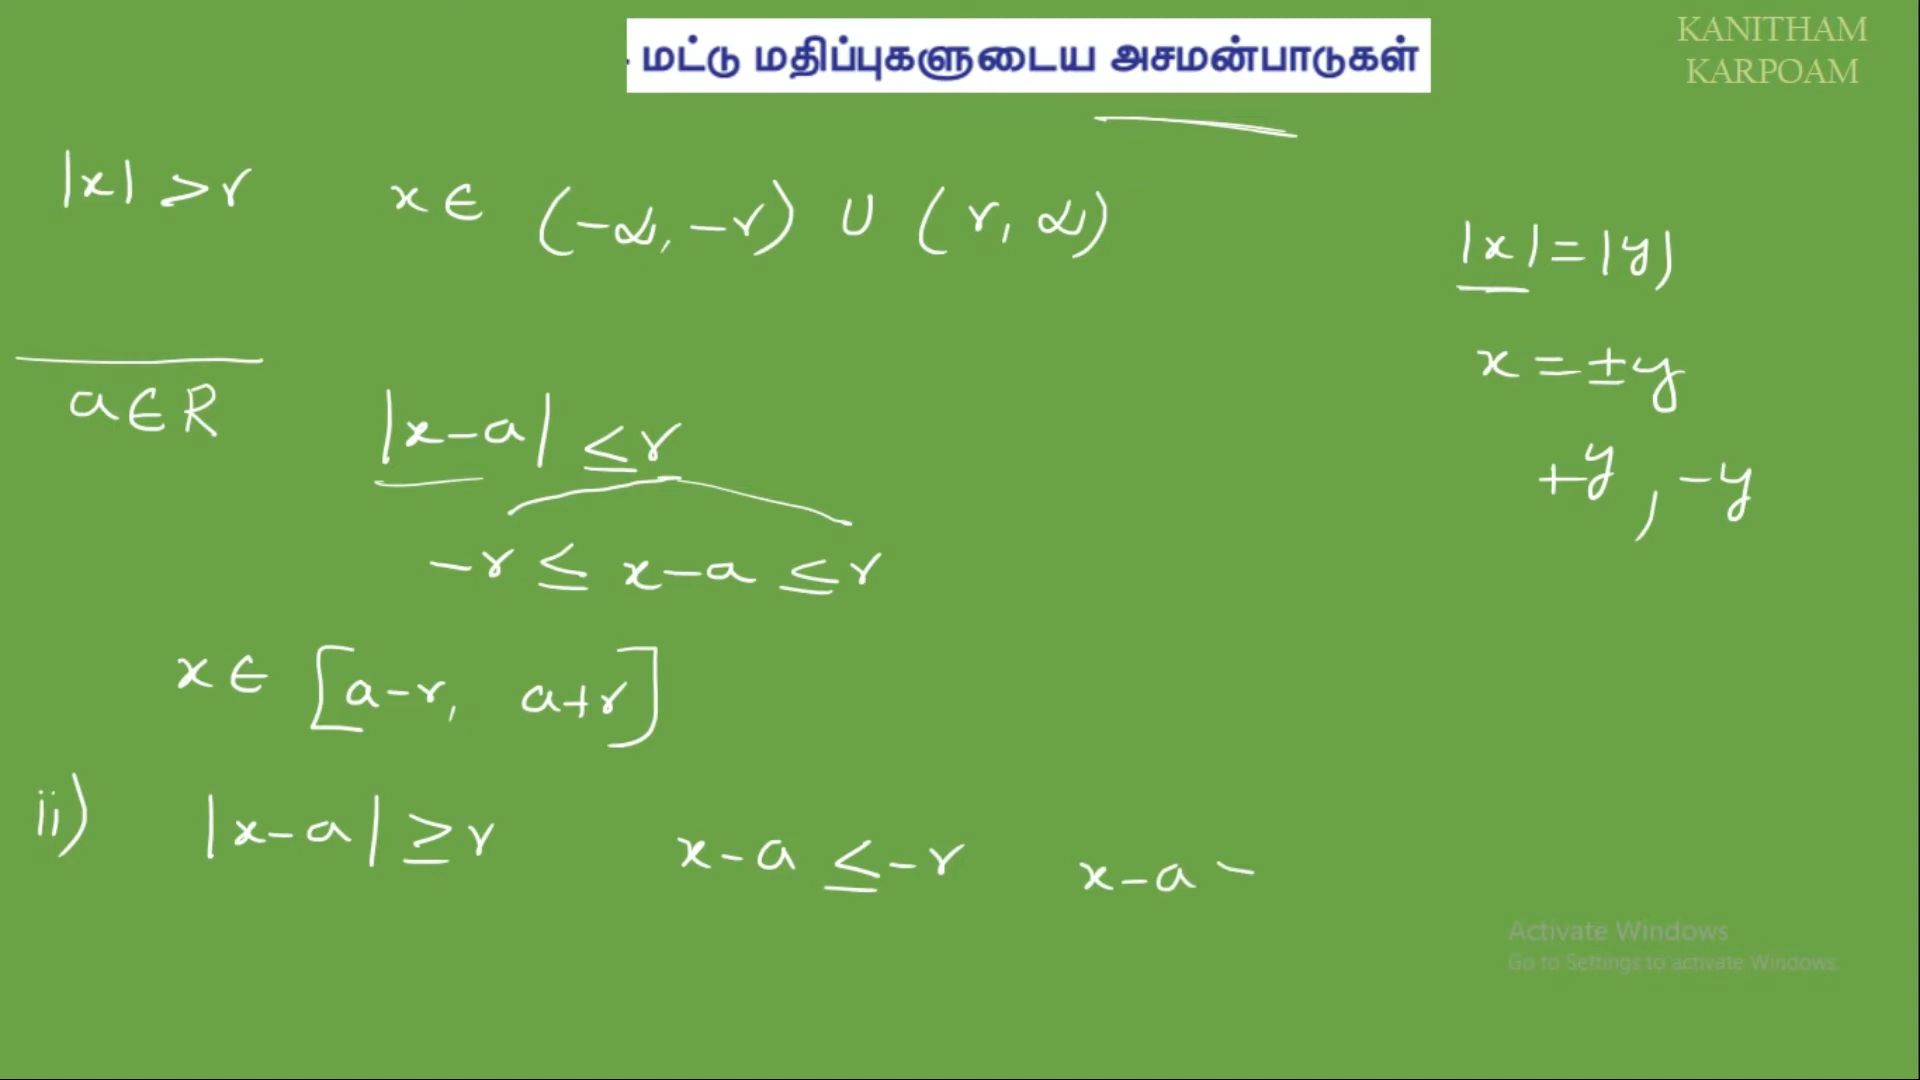 - மட்டு மதிப்புகளுடைய அசமன்பாடுகள்
KANITHAM
KARPOAM
|x| > r x ∈ (-∞, -r) ∪ (r, ∞)
|x| = |y|
x = ±y
+y, -y
a ∈ R |x-a| ≤ r
-r ≤ x-a ≤ r
x ∈ [a-r, a+r]
ii) |x-a| ≥ r x-a ≤ -r x-a
Activate Windows
Go to Settings to activate Windows.